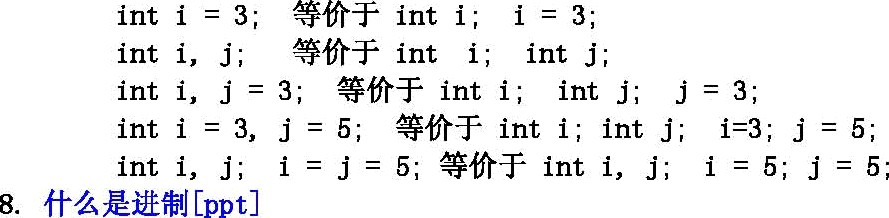 int i = 3; 等价于 int i; i = 3;
int i, j; 等价于 int i; int j;
int i, j = 3; 等价于 int i; int j; j = 3;
int i = 3, j = 5; 等价于 int i; int j; i=3; j = 5;
int i, j; i = j = 5; 等价于 int i, j; i = 5; j = 5;
8. 什么是进制[ppt]